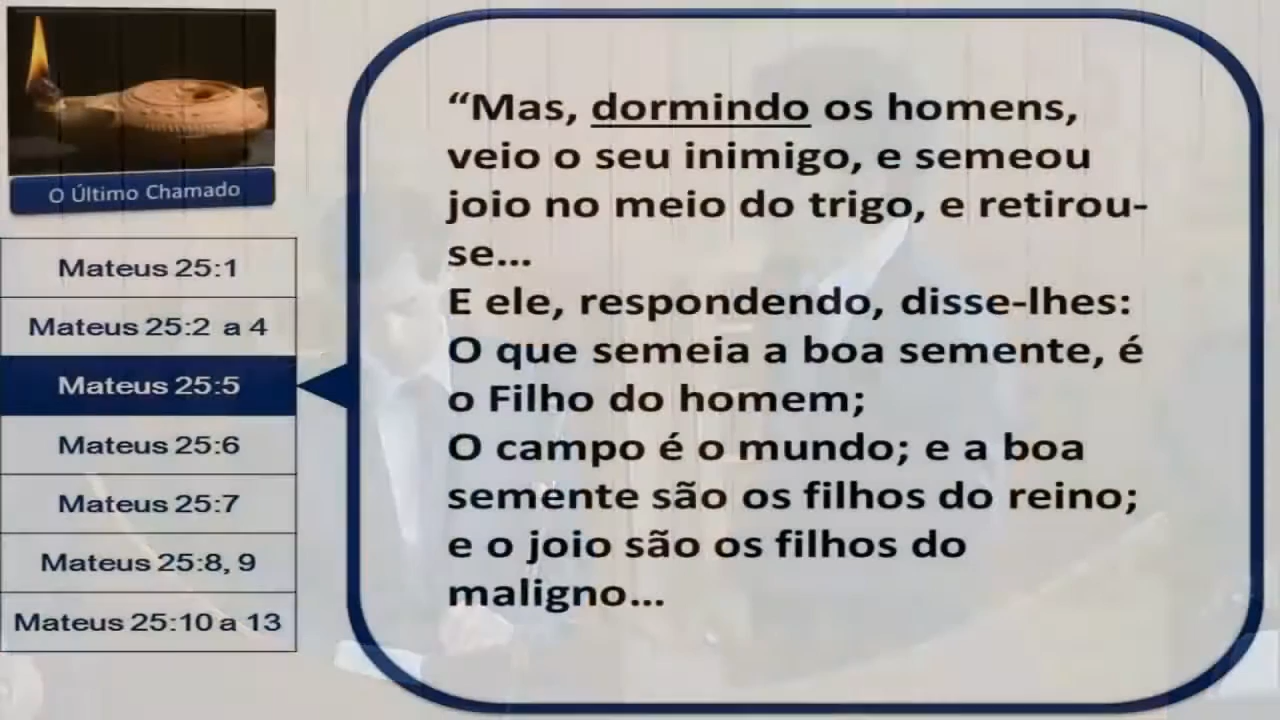 O Último Chamado
Mateus 25:1
Mateus 25:2 a 4
Mateus 25:5
Mateus 25:6
Mateus 25:7
Mateus 25:8, 9
Mateus 25:10 a 13
“Mas, dormindo os homens,
veio o seu inimigo, e semeou
joio no meio do trigo, e retirou-
se...
E ele, respondendo, disse-lhes:
O que semeia a boa semente, é
o Filho do homem;
O campo é o mundo; e a boa
semente são os filhos do reino;
e o joio são os filhos do
maligno...